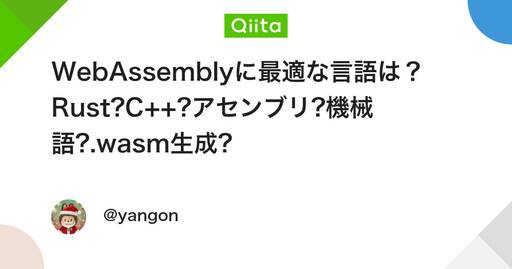 Qiita
WebAssemblyに最適な言語は？
Rust?C++?アセンブリ?機械
語?.wasm生成?
@yangon